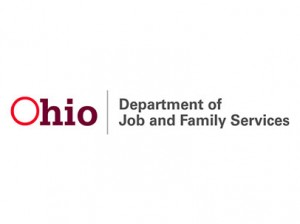 Ohio
Department of
Job and Family Services